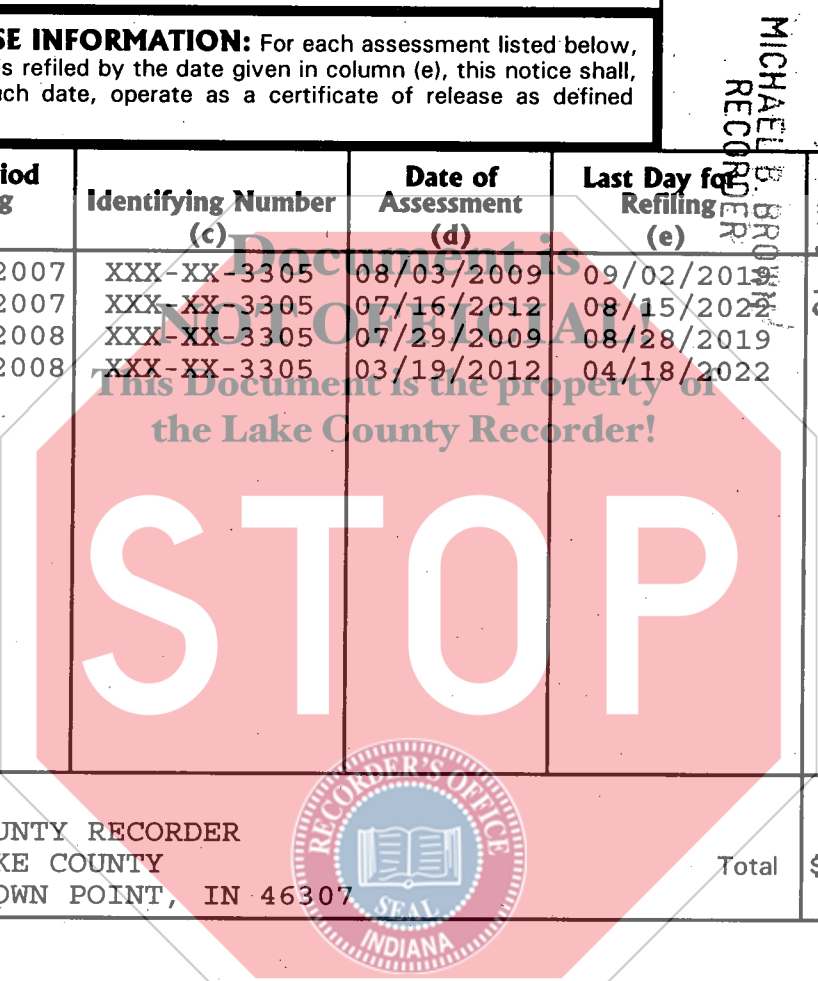 SE INFORMATION: For each assessment listed below,
s refiled by the date given in column (e), this notice shall,
ch date, operate as a certificate of release as defined
MICHAEL B. BROWN
RECORDER
iod
g
Identifying Number
(c)
Date of
Assessment
(d)
Last Day for
Refiling
(e)
2007 XXX-XX-3305 08/03/2009 09/02/2019
2007 XXX-XX-3305 07/16/2012 08/15/2022
2008 XXX-XX-3305 07/29/2009 08/28/2019
2008 XXX-XX-3305 03/19/2012 04/18/2022
Document is
NOT OFFICIAL!
This Document is the property of
the Lake County Recorder!
STOP
UNTY RECORDER
KE COUNTY
OWN POINT, IN 46307
Total $
RECORDER'S OFFICE
SEAL
INDIANA